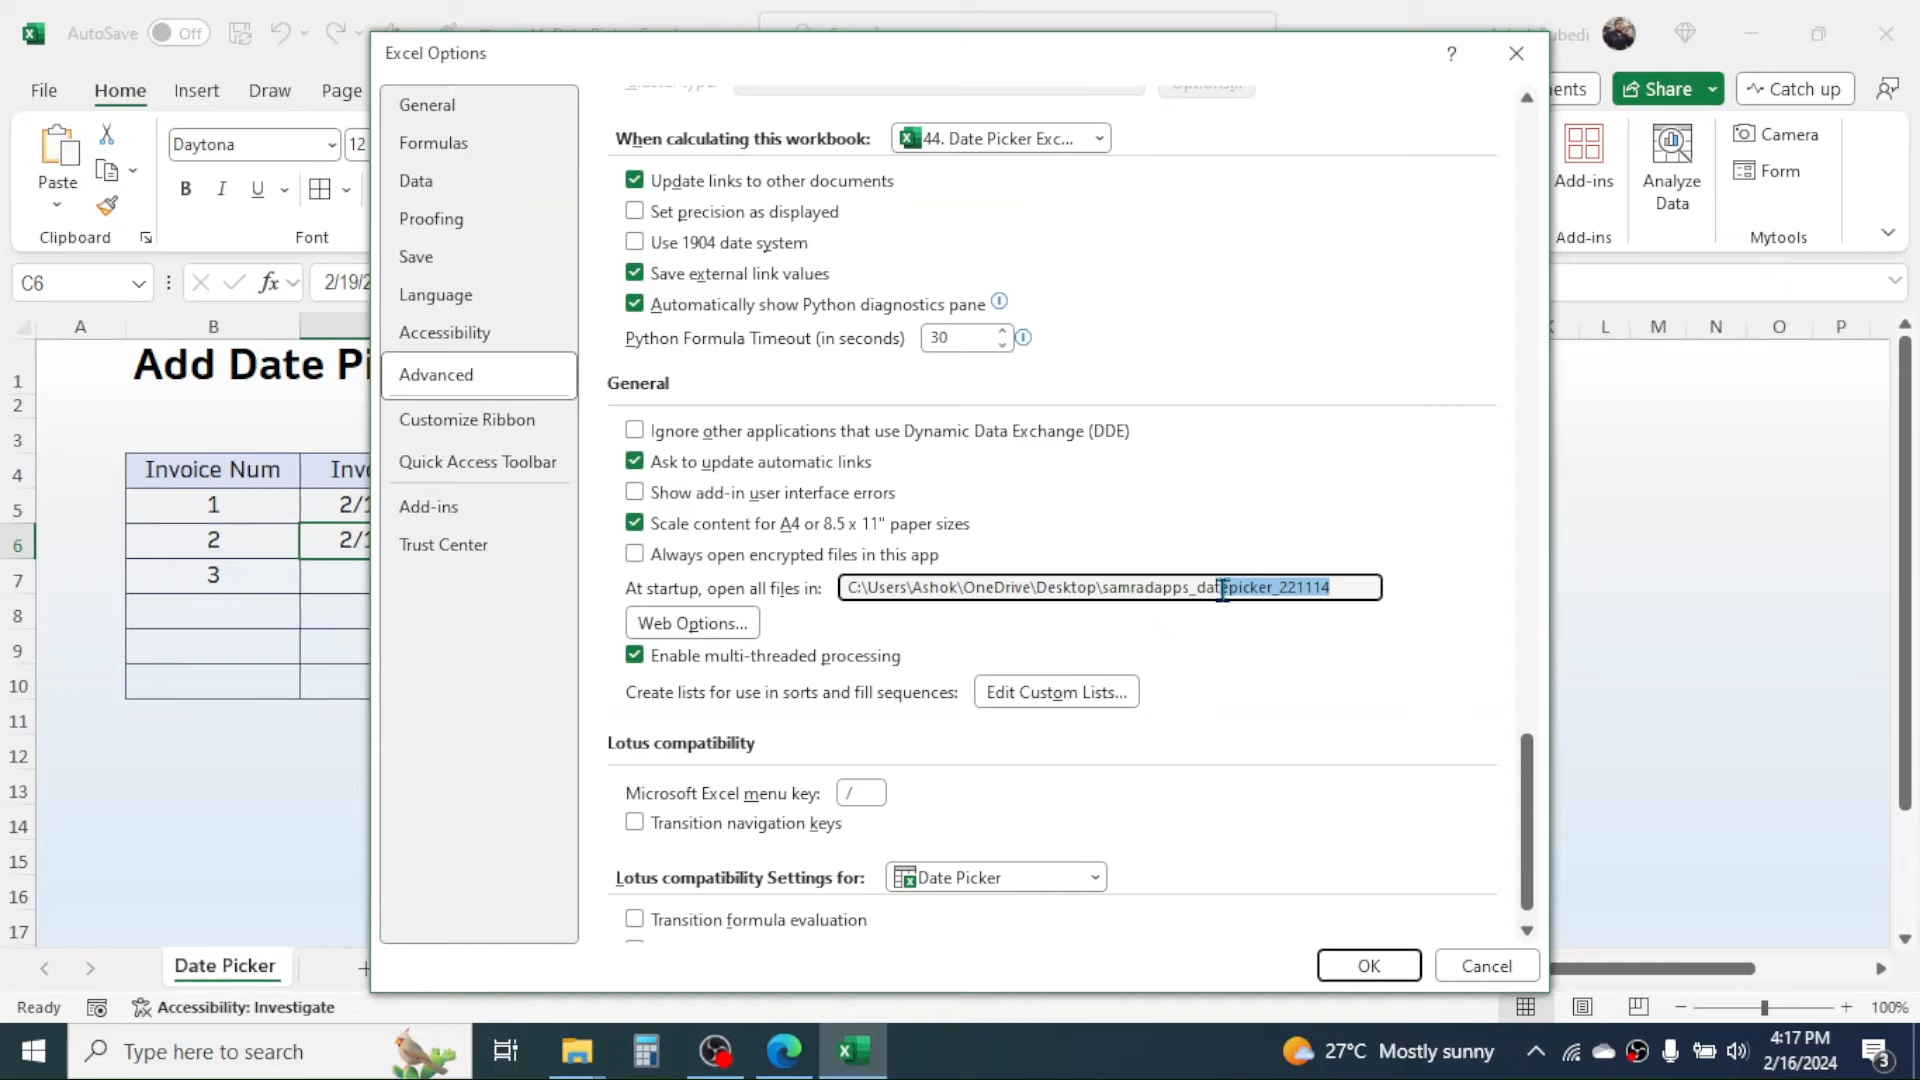 AutoSave Off
ubedi
Excel Options
?
File Home Insert Draw Page
ents Share Catch up
General
Formulas
Data
Proofing
Save
Language
Accessibility
Advanced
Customize Ribbon
Quick Access Toolbar
Add-ins
Trust Center
When calculating this workbook: 44. Date Picker Exc...
Update links to other documents
Set precision as displayed
Use 1904 date system
Save external link values
Automatically show Python diagnostics pane
Python Formula Timeout (in seconds) 30
General
Ignore other applications that use Dynamic Data Exchange (DDE)
Ask to update automatic links
Show add-in user interface errors
Scale content for A4 or 8.5 x 11" paper sizes
Always open encrypted files in this app
At startup, open all files in: C:\Users\Ashok\OneDrive\Desktop\samradapps_datepicker_221114
Web Options...
Enable multi-threaded processing
Create lists for use in sorts and fill sequences: Edit Custom Lists...
Lotus compatibility
Microsoft Excel menu key: /
Transition navigation keys
Lotus compatibility Settings for: Date Picker
Transition formula evaluation
OK Cancel
Paste
Clipboard
Daytona 12
B I U
Font
Add-ins
Add-ins
Analyze
Data
Camera
Form
Mytools
C6 fx 2/19/2
A B L M N O P
1 Add Date Pi
2
3
4 Invoice Num Inv
5 1 2/1
6 2 2/1
7 3
8
9
10
11
12
13
14
15
16
17
Date Picker +
Ready Accessibility: Investigate 100%
Type here to search 27°C Mostly sunny 4:17 PM
2/16/2024 3